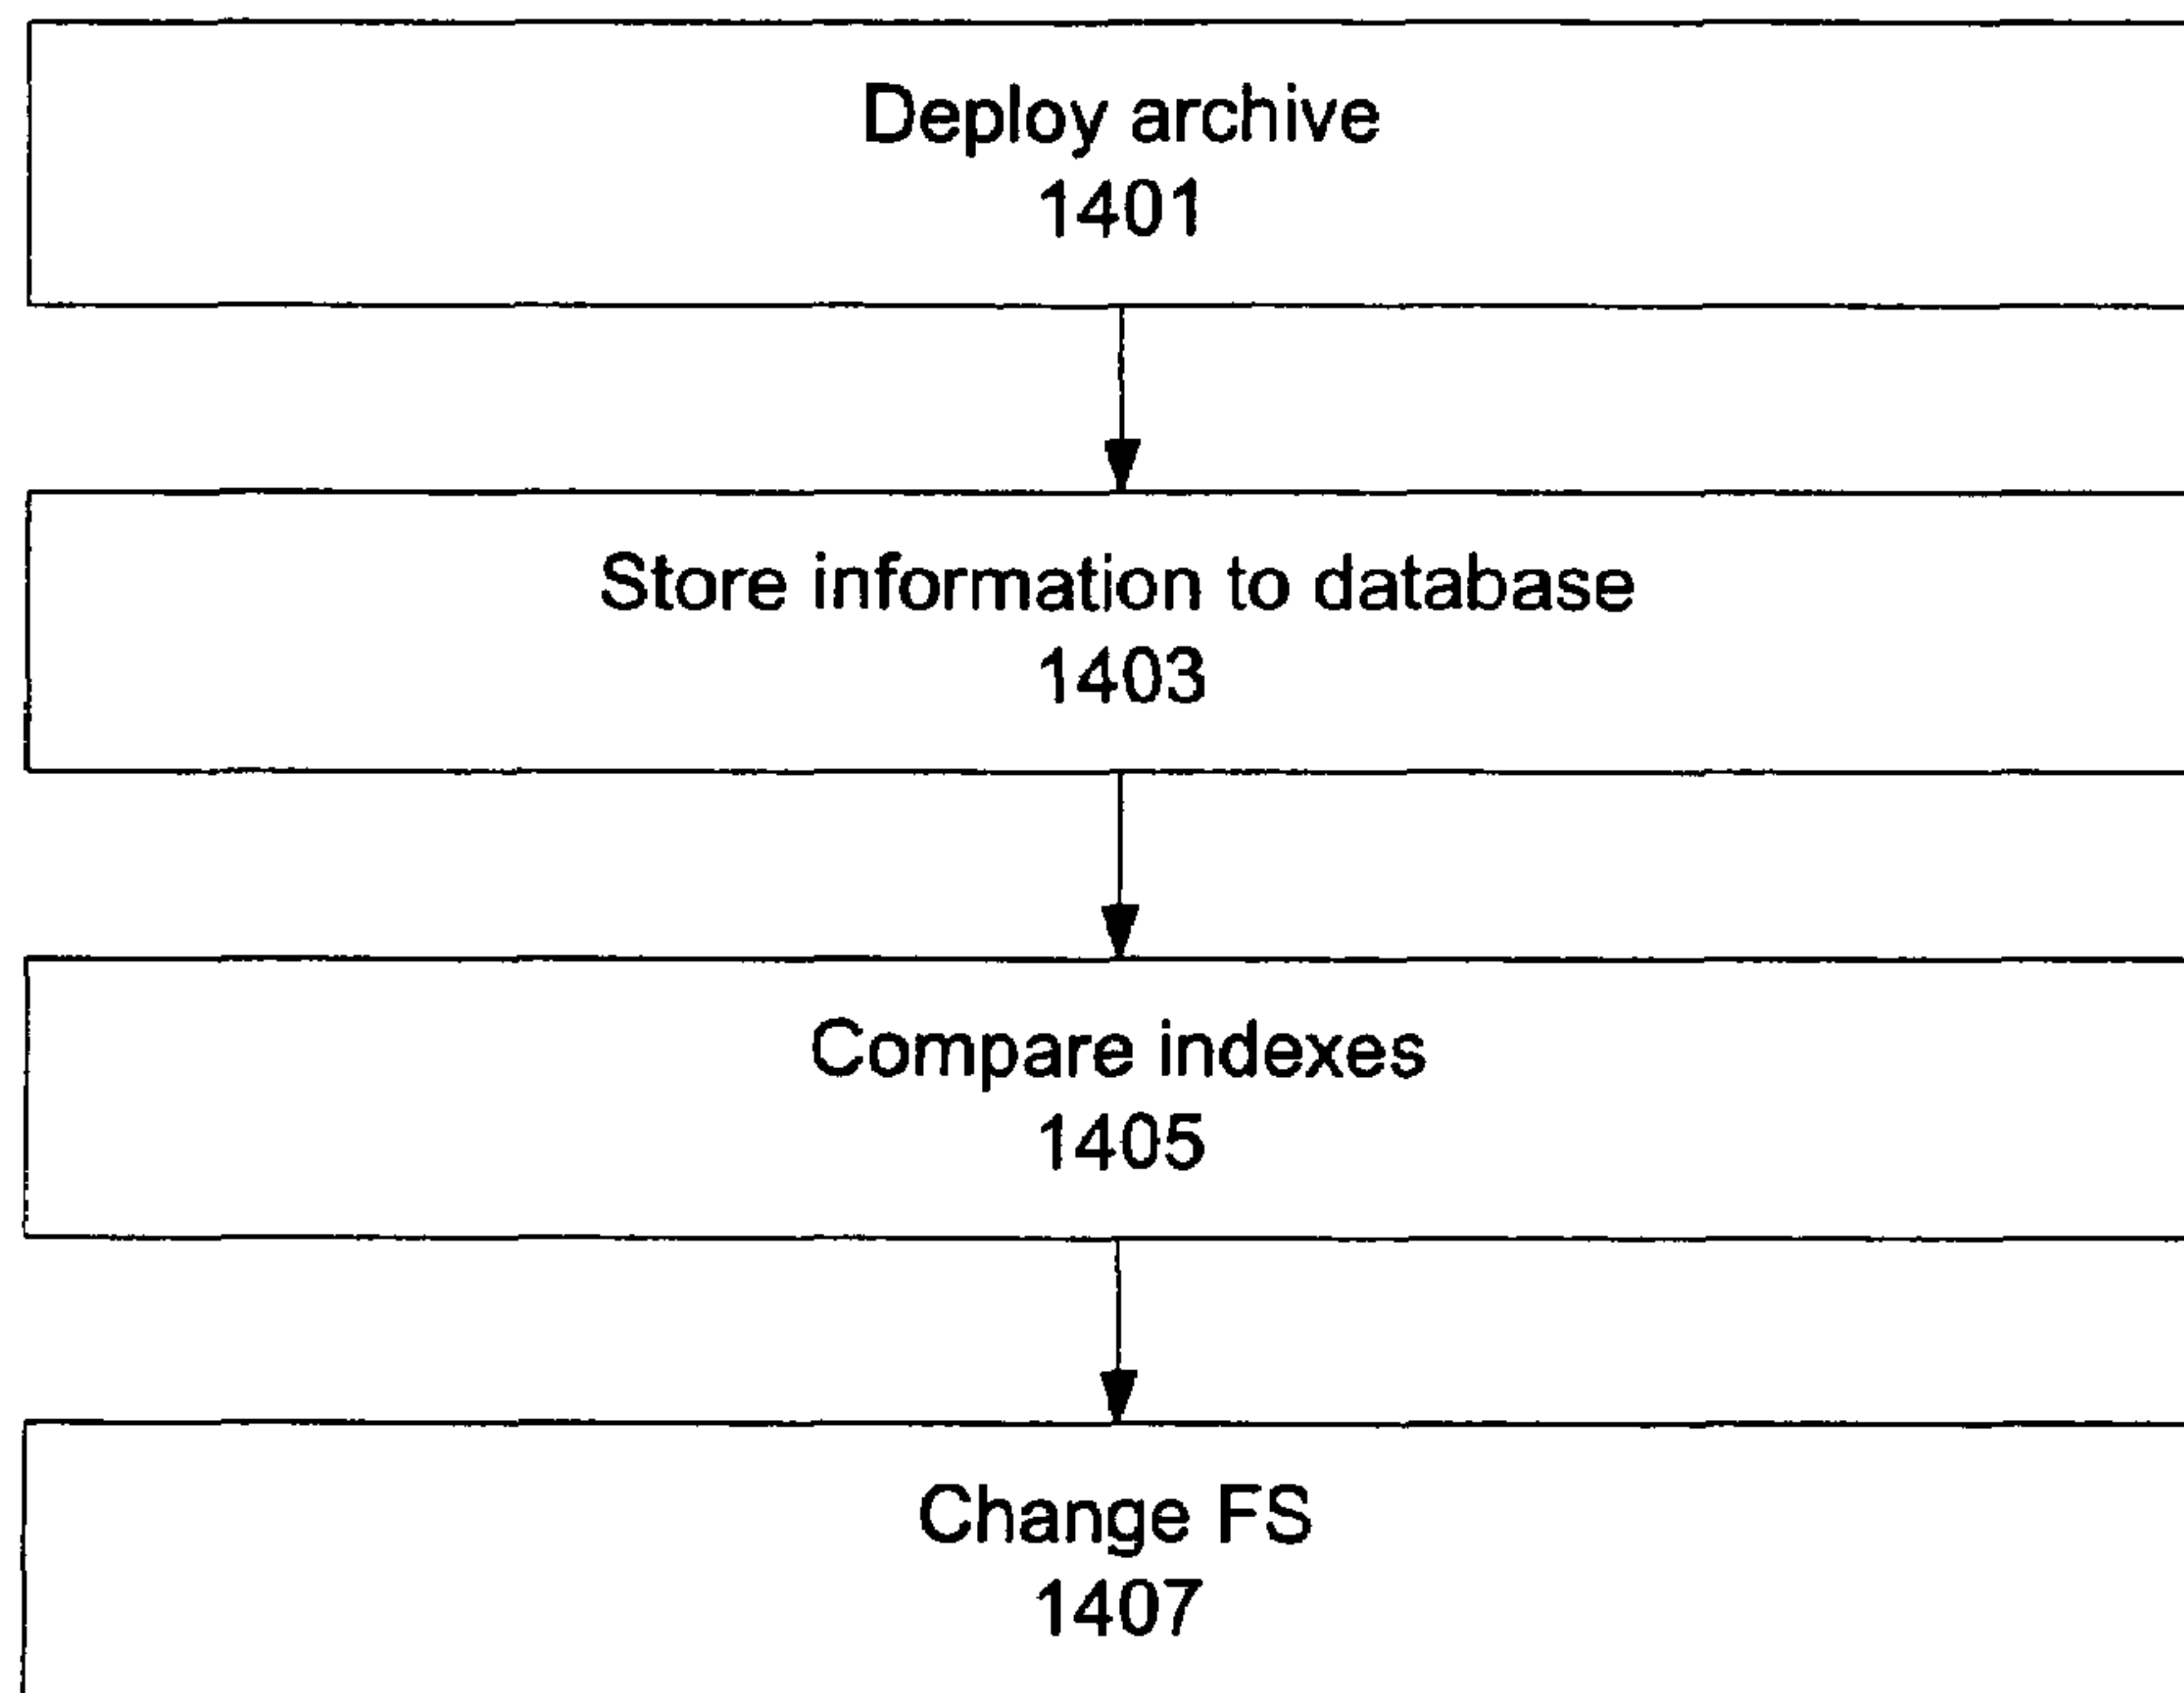 Deploy archive
1401
Store information to database
1403
Compare indexes
1405
Change FS
1407